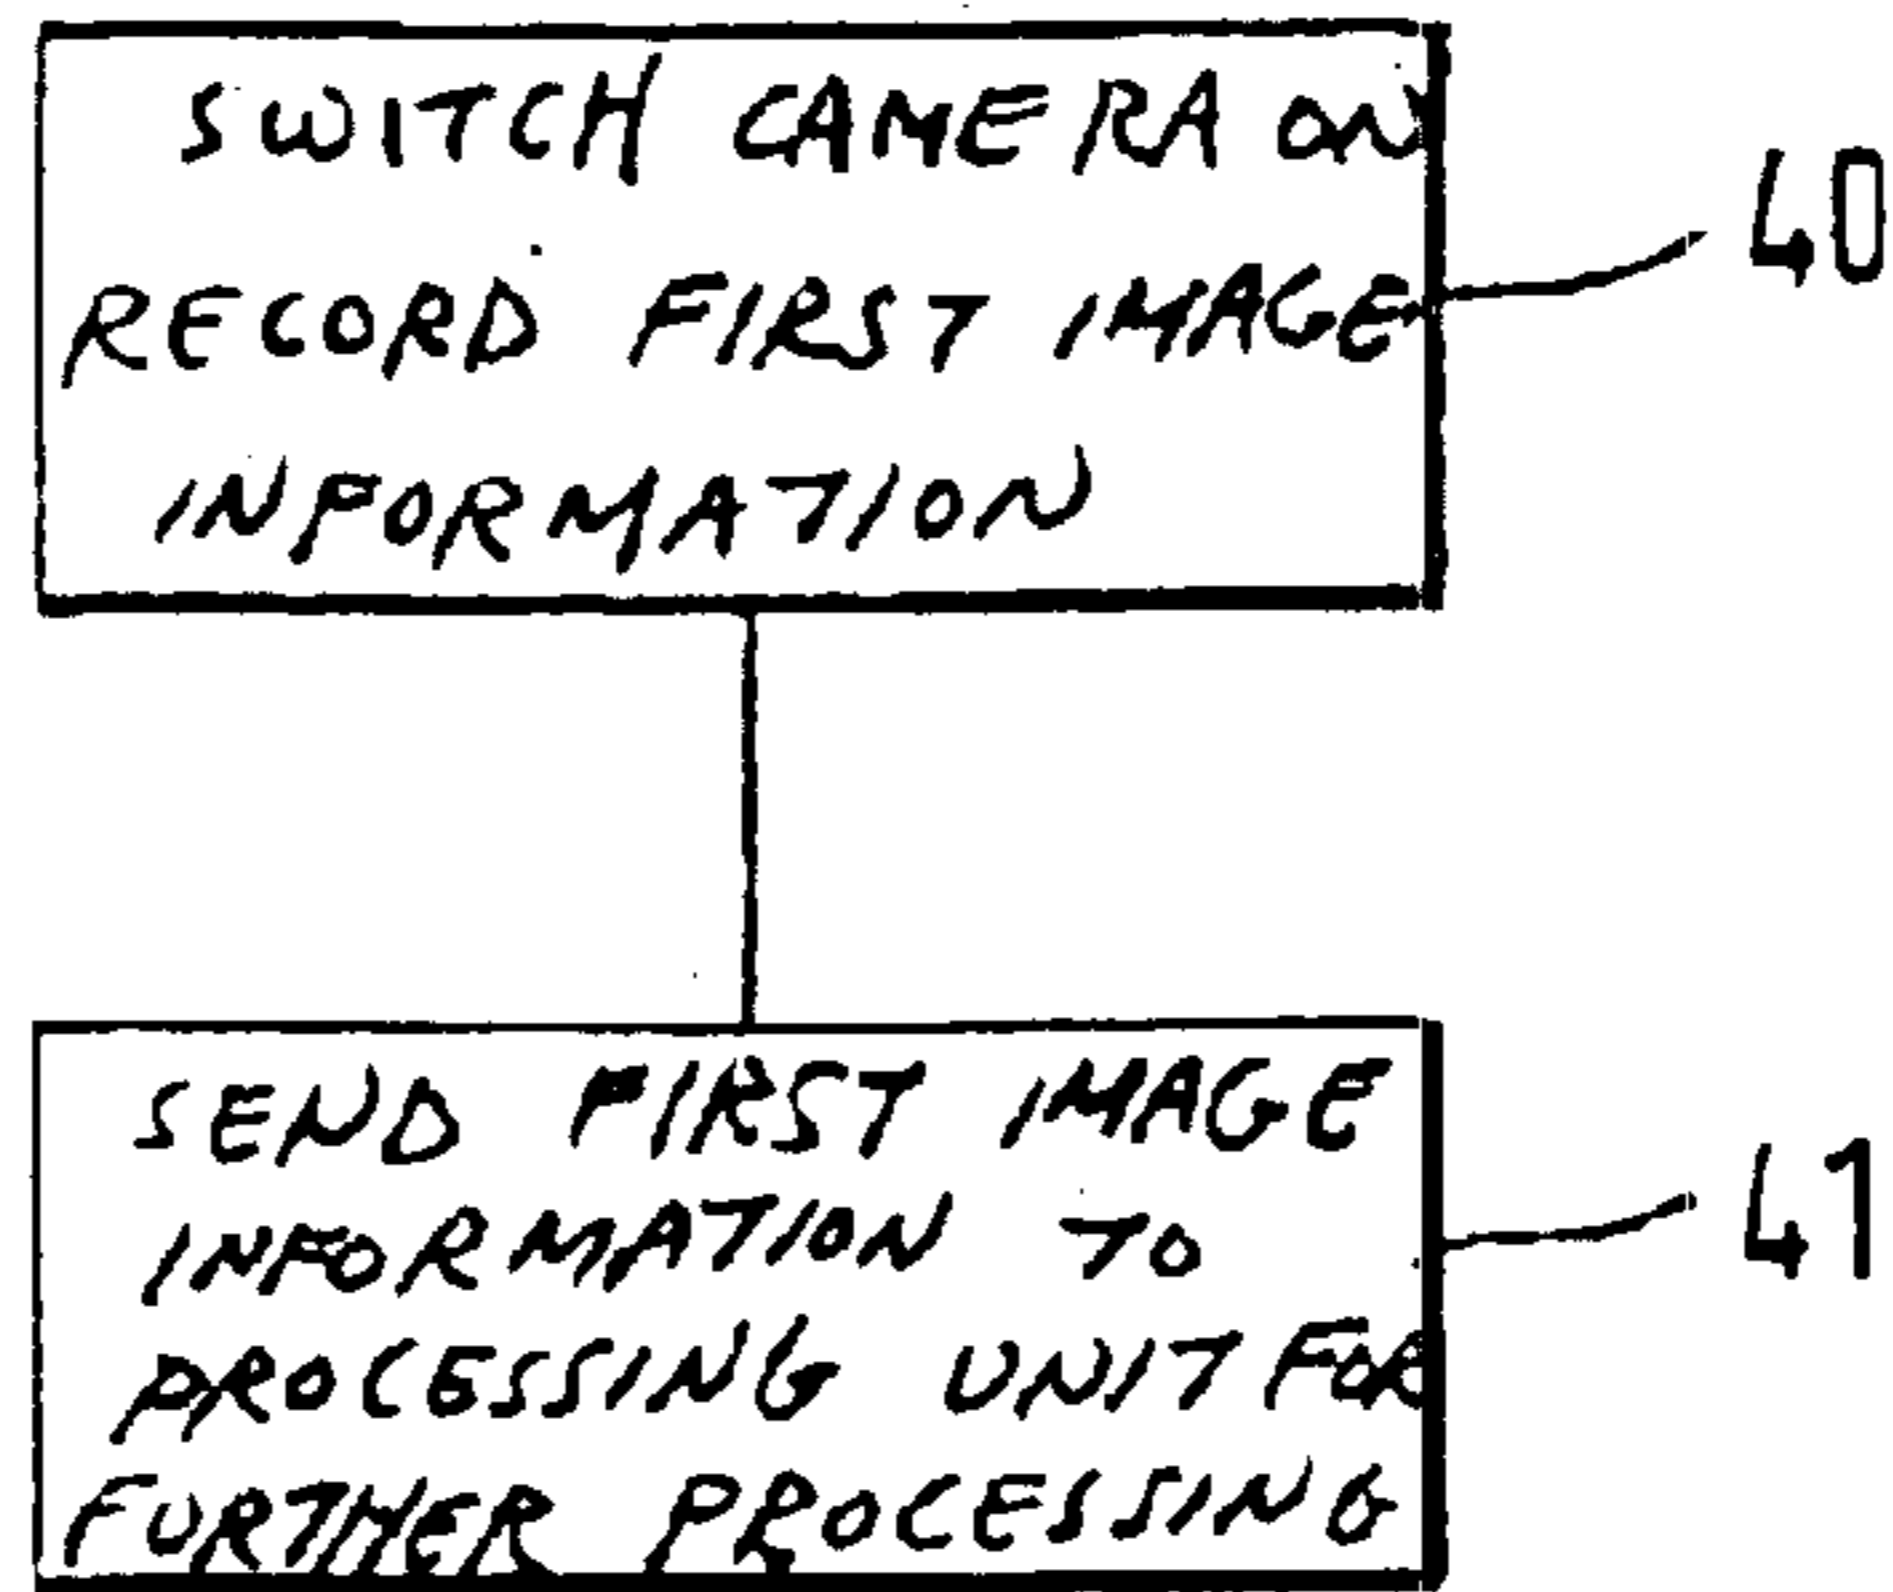 SWITCH CAMERA ON
RECORD FIRST IMAGE
INFORMATION
40
SEND FIRST IMAGE
INFORMATION TO
PROCESSING UNIT FOR
FURTHER PROCESSING
41